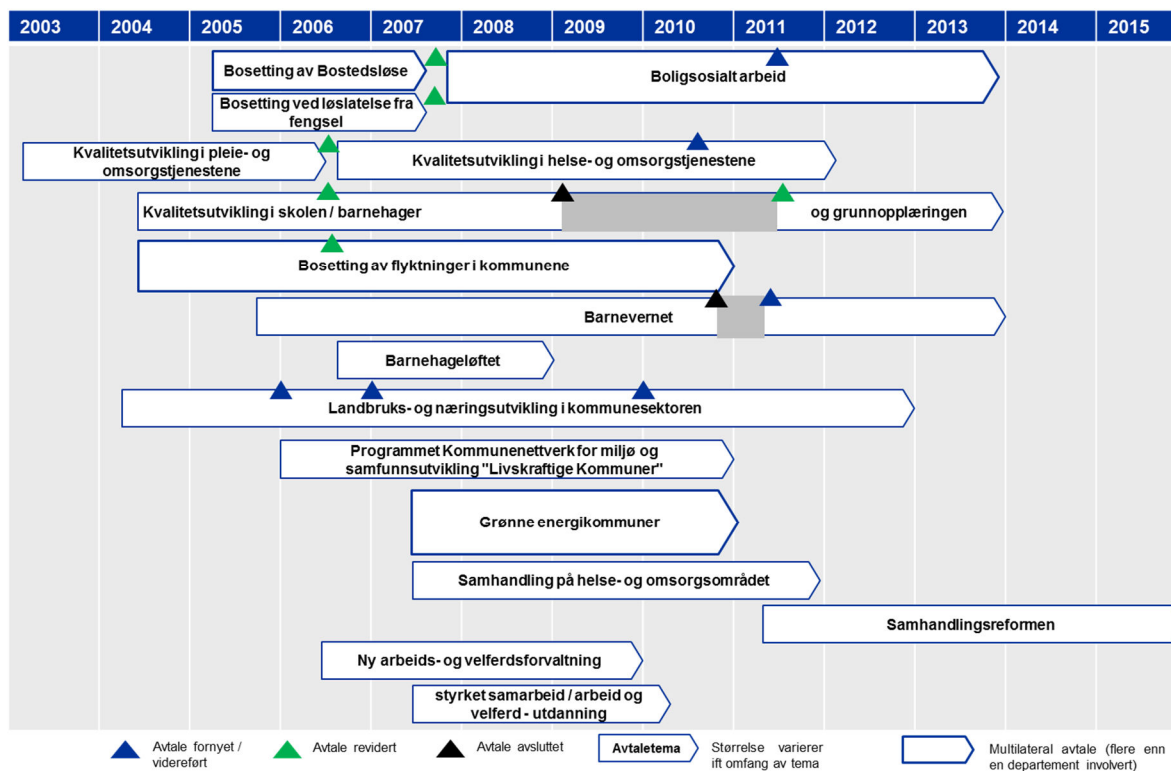 2003 2004 2005 2006 2007 2008 2009 2010 2011 2012 2013 2014 2015
Bosetting av Bostedsløse
Boligsosialt arbeid
Bosetting ved løslatelse fra
fengsel
Kvalitetsutvikling i pleie- og
omsorgstjenestene
Kvalitetsutvikling i helse- og omsorgstjenestene
Kvalitetsutvikling i skolen / barnehager
og grunnopplæringen
Bosetting av flyktninger i kommunene
Barnevernet
Barnehageløftet
Landbruks- og næringsutvikling i kommunesektoren
Programmet Kommunenettverk for miljø og
samfunnsutvikling "Livskraftige Kommuner"
Grønne energikommuner
Samhandling på helse- og omsorgsområdet
Samhandlingsreformen
Ny arbeids- og velferdsforvaltning
styrket samarbeid / arbeid og
velferd - utdanning
Avtale fornyet /
videreført
Avtale revidert
Avtale avsluttet
Avtaletema
Størrelse varierer
ift omfang av tema
Multilateral avtale (flere enn
en departement involvert)